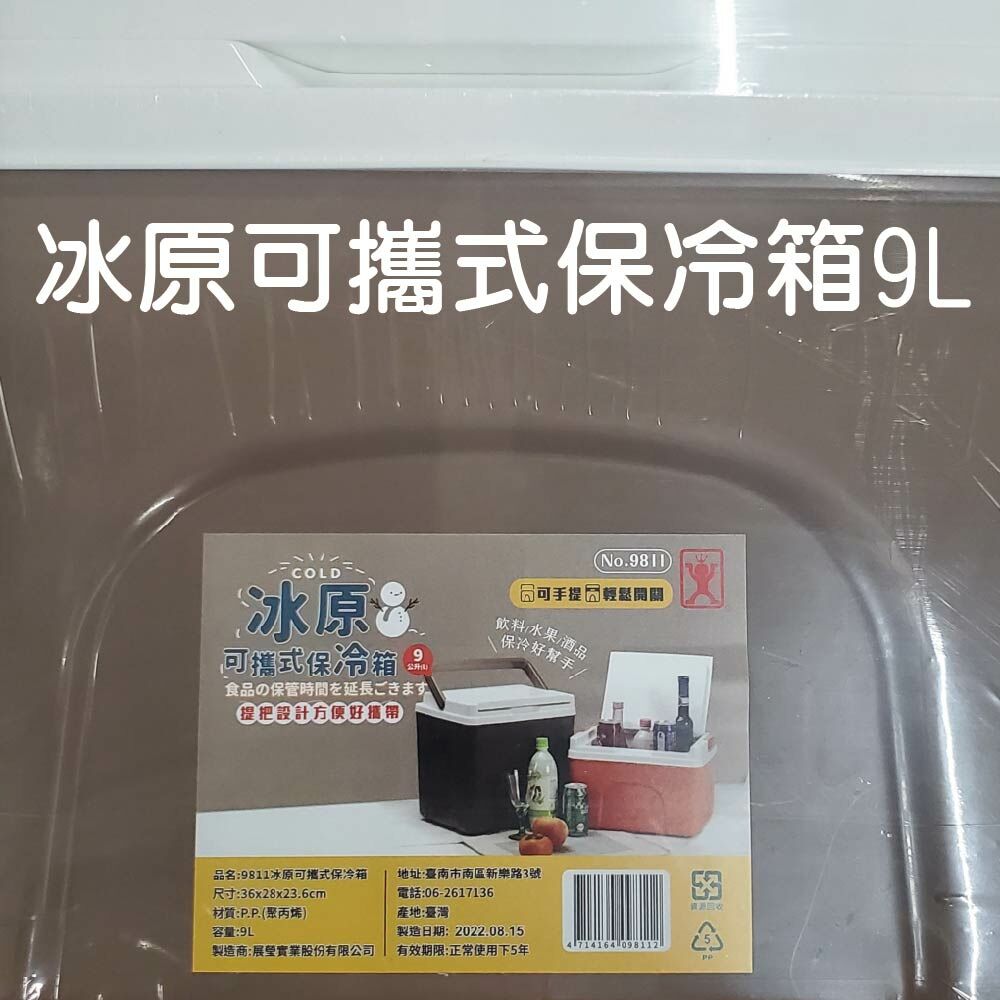 冰原可攜式保冷箱9L
No.9811
COLD
冰原
可手提 輕鬆開關
飲料/水果/酒品
保冷好幫手
可攜式保冷箱
9
公升(L)
食品の保管時間を延長ごきます
提把設計方便好攜帶
品名:9811冰原可攜式保冷箱
尺寸:36x28x23.6cm
材質:P.P.(聚丙烯)
容量:9L
製造商:展瑩實業股份有限公司
地址:臺南市南區新樂路3號
電話:06-2617136
產地:臺灣
製造日期: 2022.08.15
有效期限:正常使用下5年
4 714164 098112
資源回收
5
PP